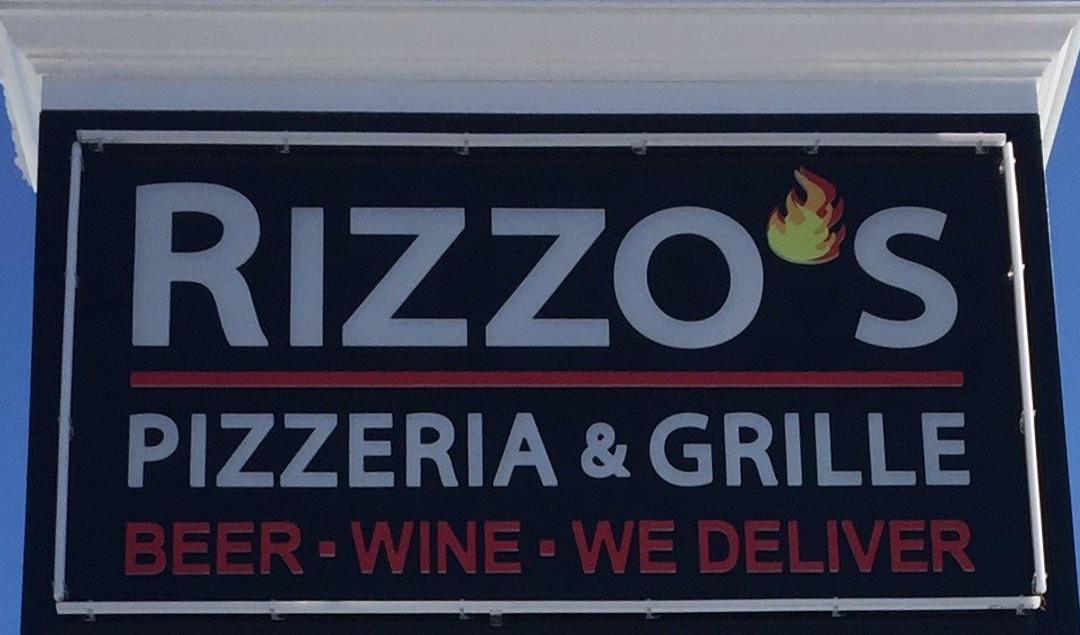 RIZZO'S
PIZZERIA & GRILLE
BEER · WINE · WE DELIVER